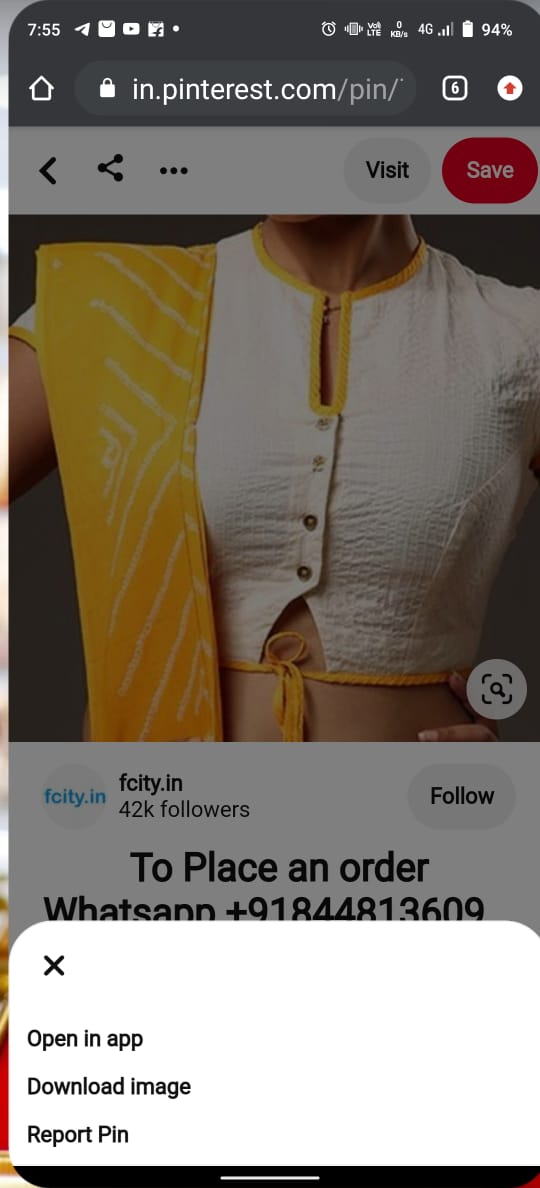 7:55 Vol) LTE 0 KB/s 4G 94%
in.pinterest.com/pin/
6
Visit Save
fcity.in
fcity.in
42k followers
Follow
To Place an order
Whatsapp +91844813609
Open in app
Download image
Report Pin